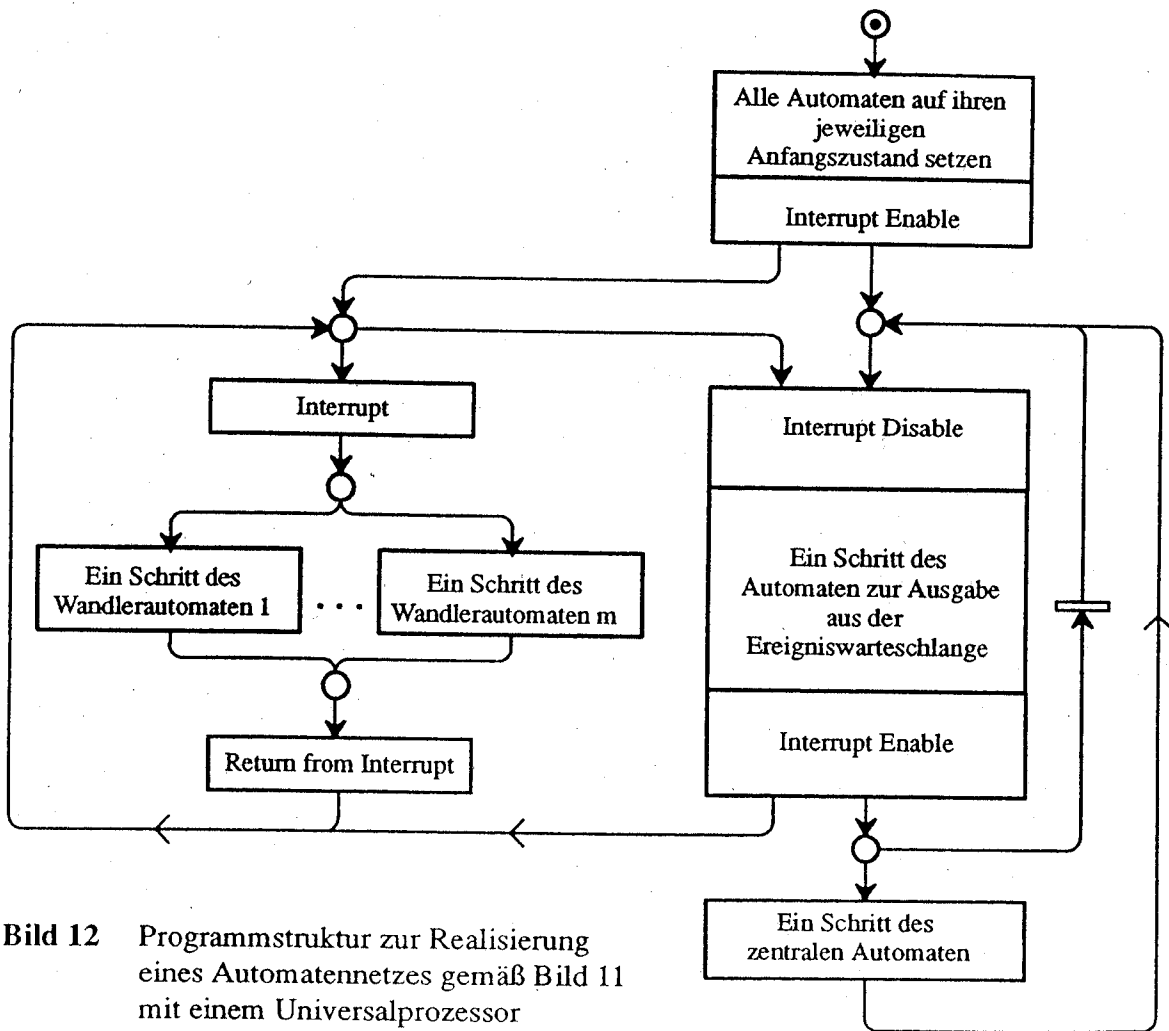 Alle Automaten auf ihren
jeweiligen
Anfangszustand setzen
Interrupt Enable
Interrupt
Interrupt Disable
Ein Schritt des
Wandlerautomaten 1
. . .
Ein Schritt des
Wandlerautomaten m
Ein Schritt des
Automaten zur Ausgabe
aus der
Ereigniswarteschlange
Return from Interrupt
Interrupt Enable
Ein Schritt des
zentralen Automaten
Bild 12 Programmstruktur zur Realisierung
eines Automatennetzes gemäß Bild 11
mit einem Universalprozessor